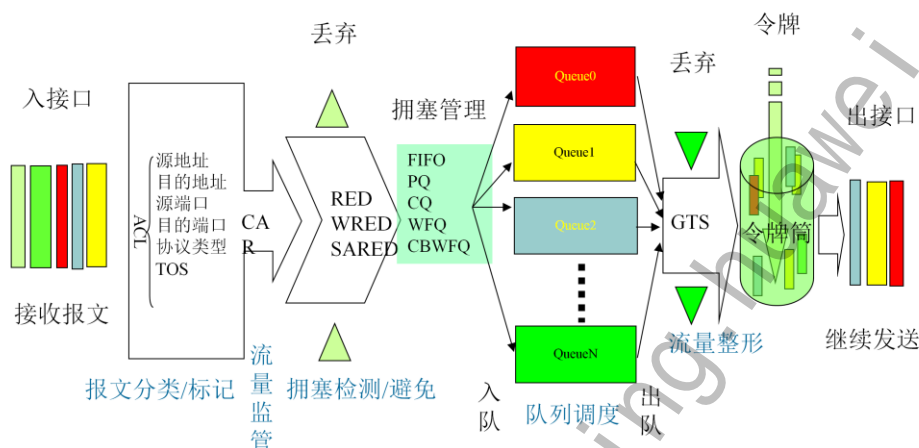 丢弃
令牌
丢弃
入接口
拥塞管理
出接口
Queue0
Queue1
Queue2
QueueN
ACL
源地址
目的地址
源端口
目的端口
协议类型
TOS
CA
R
RED
WRED
SARED
FIFO
PQ
CQ
WFQ
CBWFQ
GTS
令牌筒
接收报文
继续发送
报文分类/标记
流量监管
拥塞检测/避免
入队
队列调度
出队
流量整形
ing.huawei